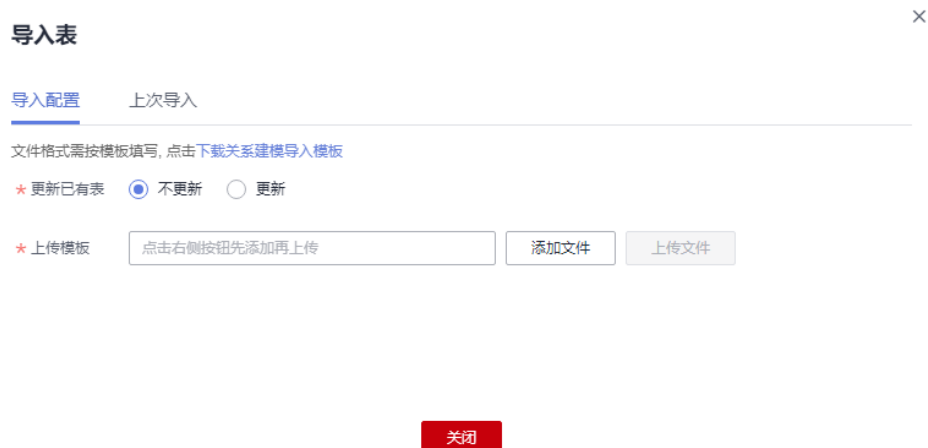 导入表
导入配置 上次导入
文件格式需按模板填写, 点击下载关系建模导入模板
* 更新已有表 不更新 更新
* 上传模板 点击右侧按钮先添加再上传 添加文件 上传文件
关闭